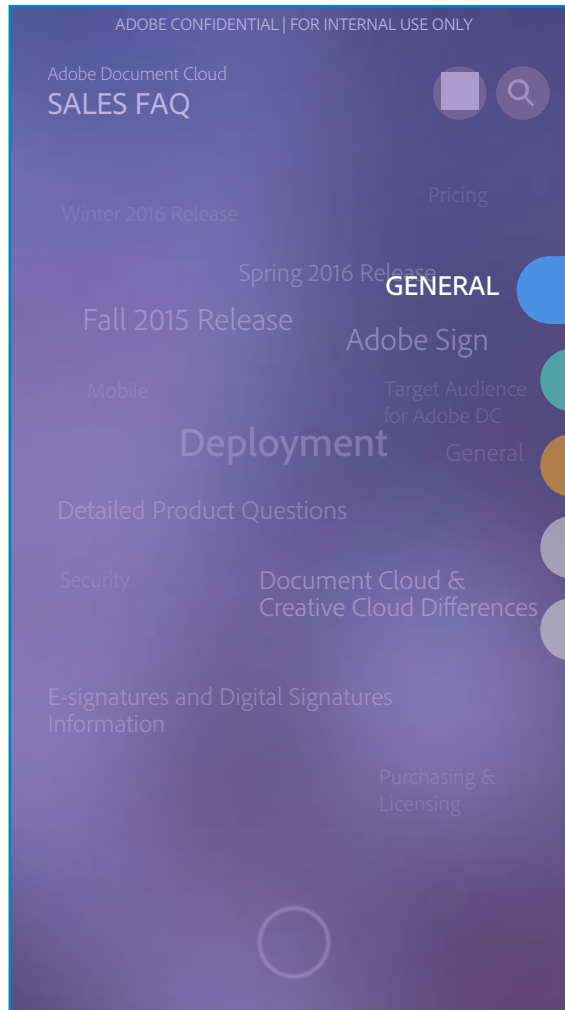 ADOBE CONFIDENTIAL | FOR INTERNAL USE ONLY
Adobe Document Cloud
SALES FAQ
Pricing
Winter 2016 Release
Spring 2016 Release
GENERAL
Fall 2015 Release
Adobe Sign
Mobile
Target Audience
for Adobe DC
Deployment
General
Detailed Product Questions
Security
Document Cloud &
Creative Cloud Differences
E-signatures and Digital Signatures
Information
Purchasing &
Licensing